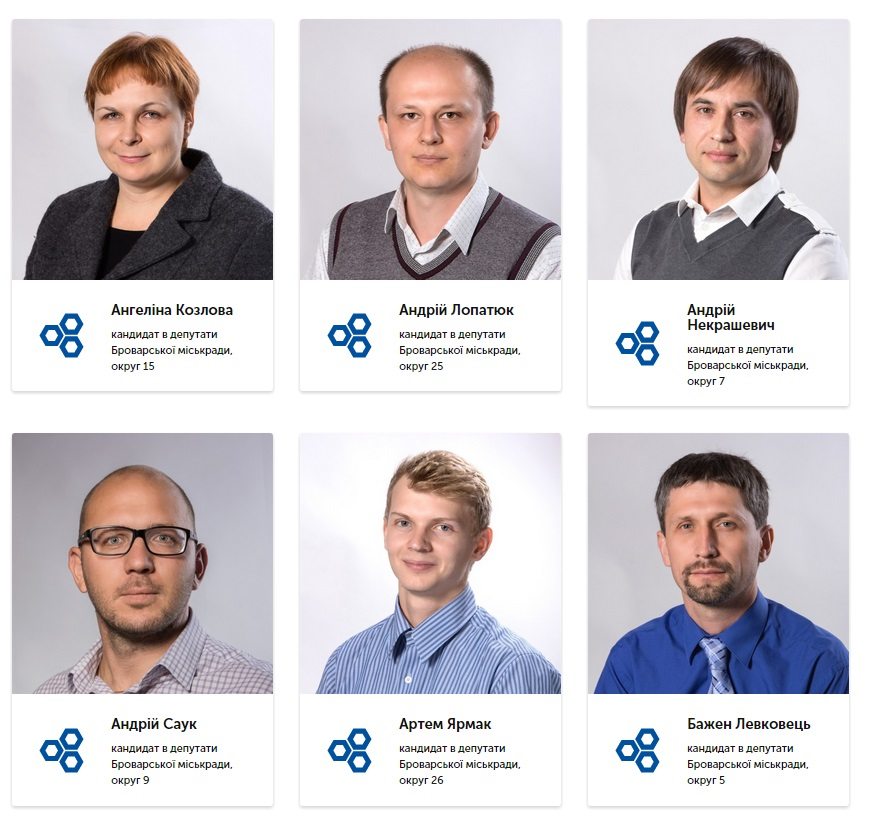 Ангеліна Козлова
кандидат в депутати
Броварської міськради,
округ 15
Андрій Лопатюк
кандидат в депутати
Броварської міськради,
округ 25
Андрій
Некрашевич
кандидат в депутати
Броварської міськради,
округ 7
Андрій Саук
кандидат в депутати
Броварської міськради,
округ 9
Артем Ярмак
кандидат в депутати
Броварської міськради,
округ 26
Бажен Левковець
кандидат в депутати
Броварської міськради,
округ 5